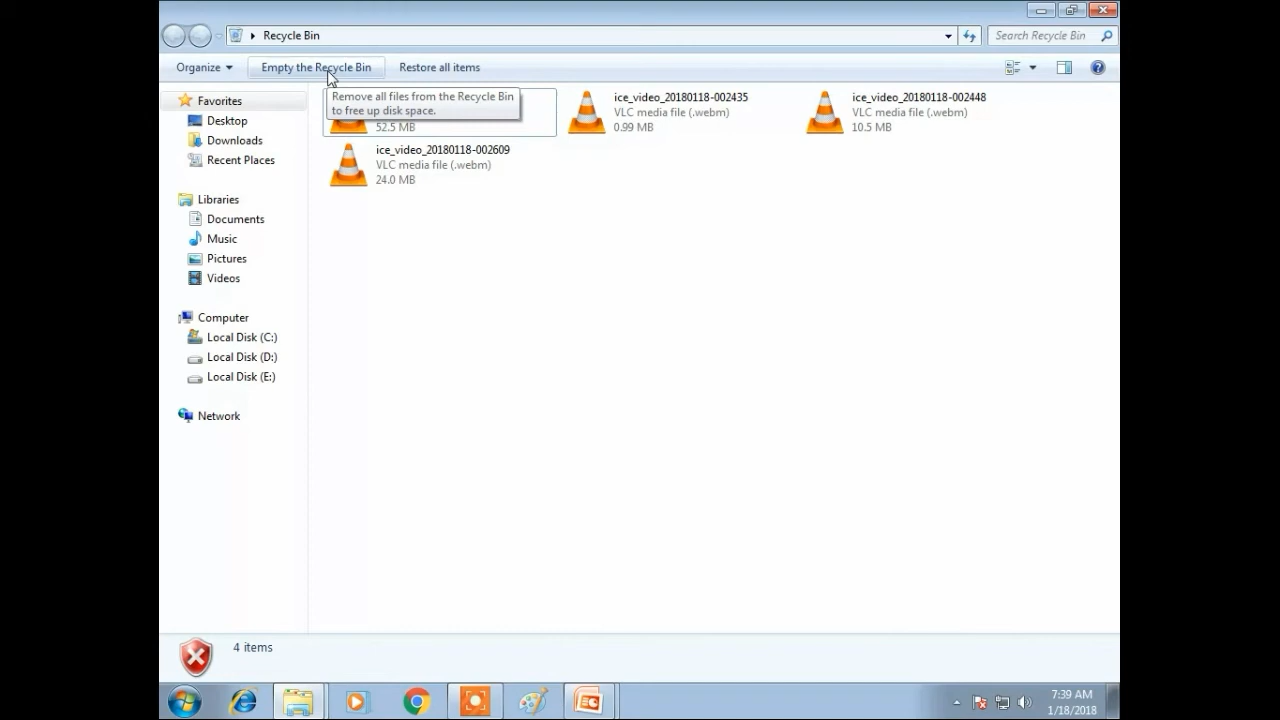 Recycle Bin
Search Recycle Bin
Organize
Empty the Recycle Bin
Restore all items
Remove all files from the Recycle Bin
to free up disk space.
52.5 MB
ice_video_20180118-002435
VLC media file (.webm)
0.99 MB
ice_video_20180118-002448
VLC media file (.webm)
10.5 MB
ice_video_20180118-002609
VLC media file (.webm)
24.0 MB
Favorites
Desktop
Downloads
Recent Places
Libraries
Documents
Music
Pictures
Videos
Computer
Local Disk (C:)
Local Disk (D:)
Local Disk (E:)
Network
4 items
7:39 AM
1/18/2018